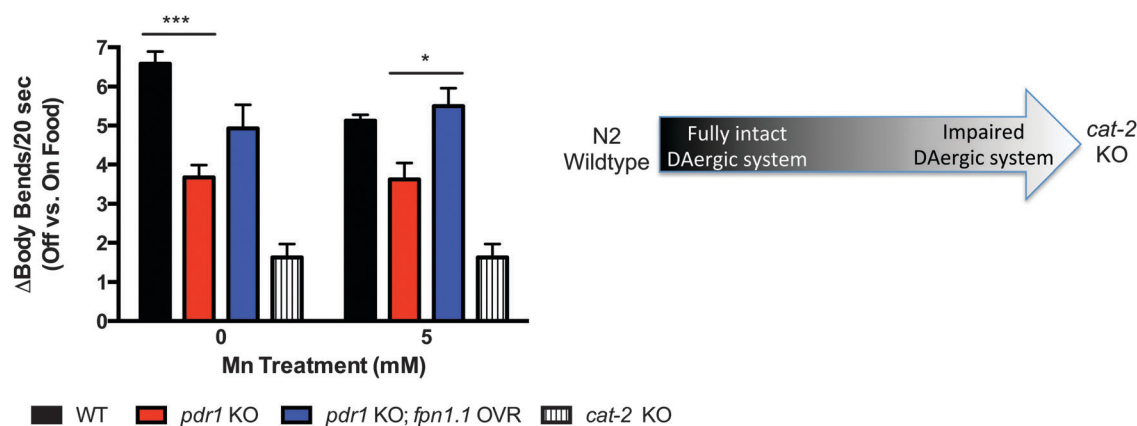 ***
*
7
6
5
4
3
2
1
0
ΔBody Bends/20 sec
(Off vs. On Food)
0
5
Mn Treatment (mM)
WT
pdr1 KO
pdr1 KO; fpn1.1 OVR
cat-2 KO
N2
Wildtype
Fully intact
DAergic system
Impaired
DAergic system
cat-2
KO